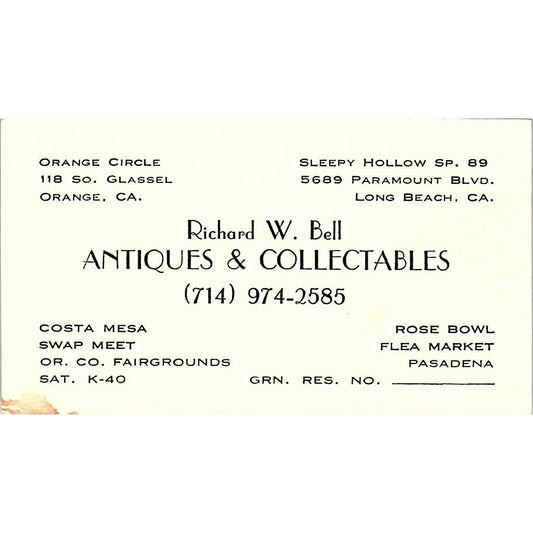 ORANGE CIRCLE
118 SO. GLASSEL
ORANGE, CA.
SLEEPY HOLLOW SP. 89
5689 PARAMOUNT BLVD.
LONG BEACH, CA.
Richard W. Bell
ANTIQUES & COLLECTABLES
(714) 974-2585
COSTA MESA
SWAP MEET
OR. CO. FAIRGROUNDS
SAT. K-40
ROSE BOWL
FLEA MARKET
PASADENA
GRN. RES. NO. ___________